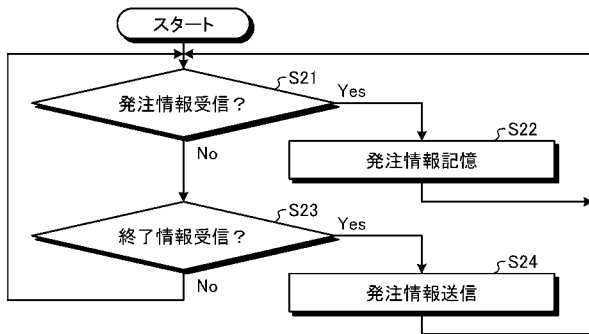 スタート
S21
発注情報受信？
Yes
No
S22
発注情報記憶
S23
終了情報受信？
Yes
No
S24
発注情報送信